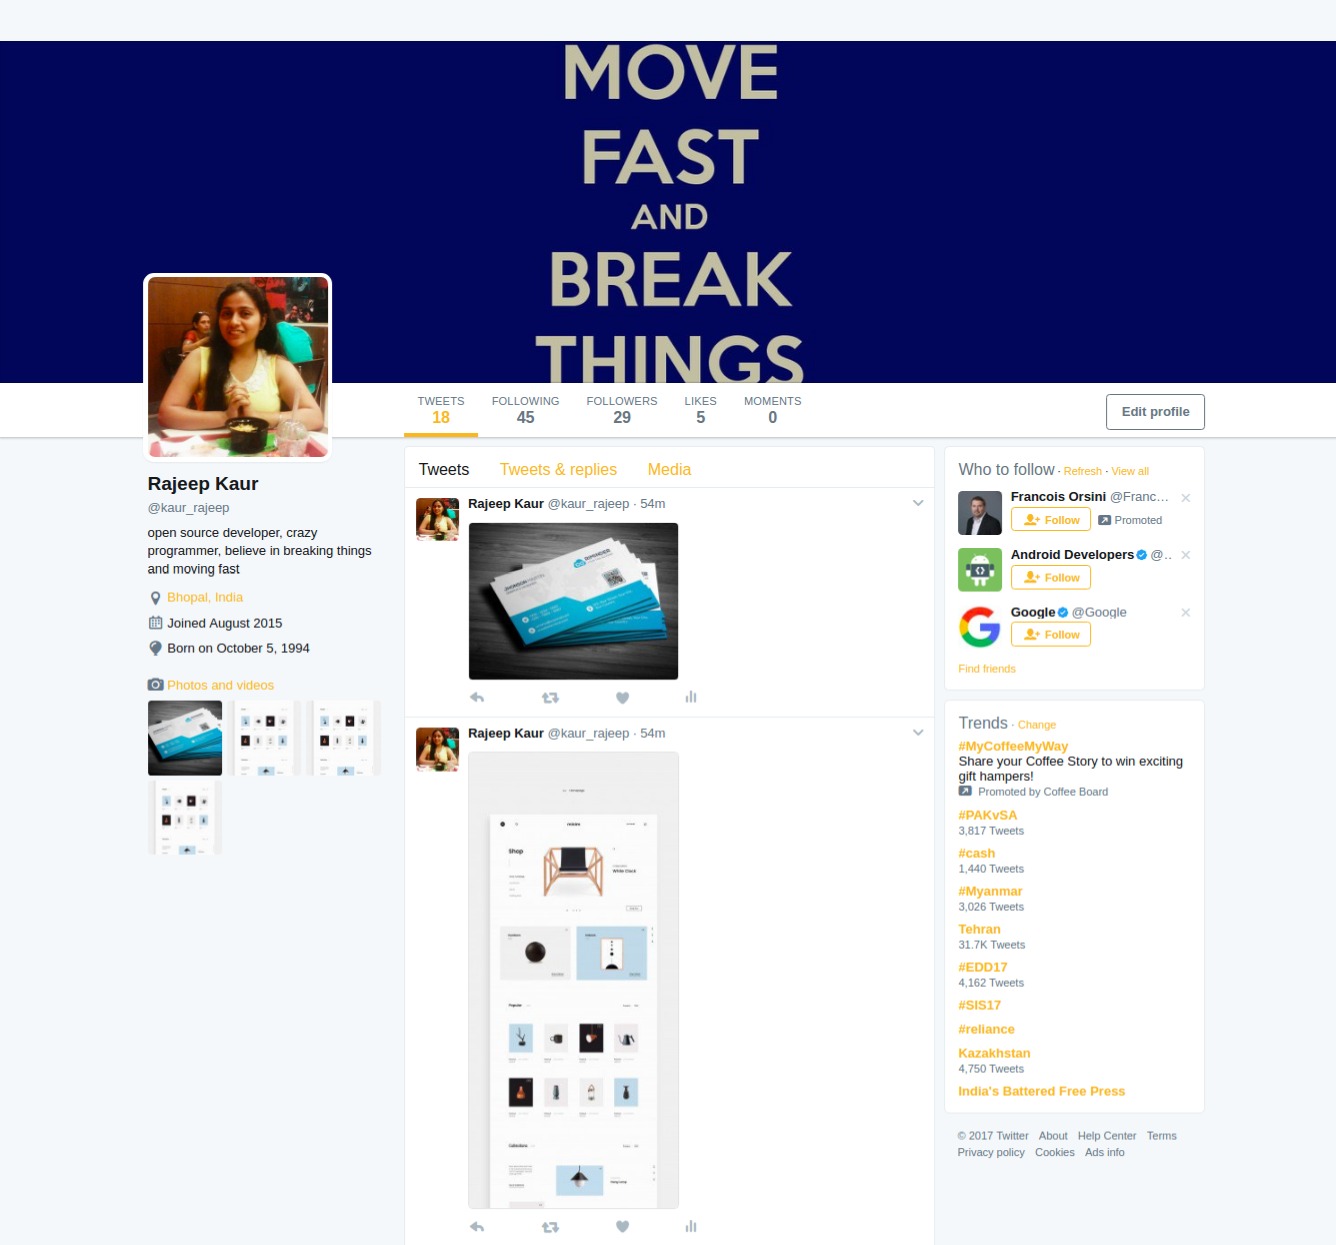 MOVE
FAST
AND
BREAK
THINGS
TWEETS
18
FOLLOWING
45
FOLLOWERS
29
LIKES
5
MOMENTS
0
Edit profile
Rajeep Kaur
@kaur_rajeep
open source developer, crazy
programmer, believe in breaking things
and moving fast
Bhopal, India
Joined August 2015
Born on October 5, 1994
Photos and videos
Tweets Tweets & replies Media
Rajeep Kaur @kaur_rajeep · 54m
Rajeep Kaur @kaur_rajeep · 54m
Shop
White Clock
Popular
Who to follow · Refresh · View all
Francois Orsini @Franc...
Follow Promoted
Android Developers @..
Follow
Google @Google
Follow
Find friends
Trends · Change
#MyCoffeeMyWay
Share your Coffee Story to win exciting
gift hampers!
Promoted by Coffee Board
#PAKvSA
3,817 Tweets
#cash
1,440 Tweets
#Myanmar
3,026 Tweets
Tehran
31.7K Tweets
#EDD17
4,162 Tweets
#SIS17
#reliance
Kazakhstan
4,750 Tweets
India's Battered Free Press
© 2017 Twitter About Help Center Terms
Privacy policy Cookies Ads info